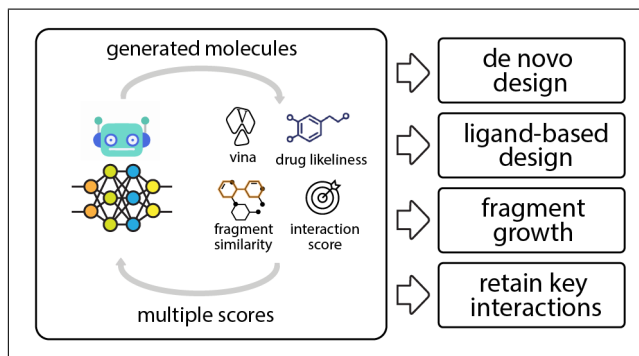 generated molecules
vina
drug likeliness
fragment
similarity
interaction
score
multiple scores
de novo
design
ligand-based
design
fragment
growth
retain key
interactions